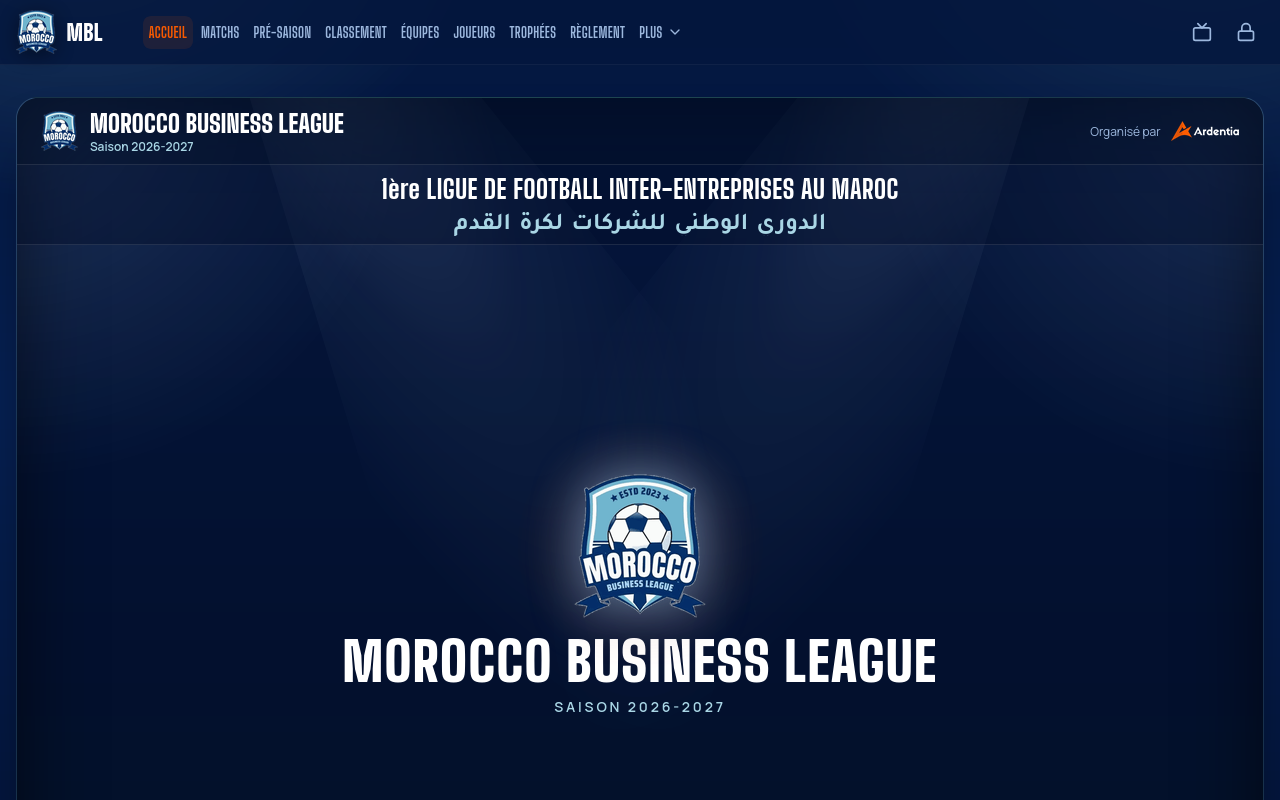 MOROCCO
MBL
ACCUEIL MATCHS PRÉ-SAISON CLASSEMENT ÉQUIPES JOUEURS TROPHÉES RÈGLEMENT PLUS
MOROCCO
MOROCCO BUSINESS LEAGUE
Saison 2026-2027
Organisé par Ardentia
1ère LIGUE DE FOOTBALL INTER-ENTREPRISES AU MAROC
الدورى الوطنى للشركات لكرة القدم
★ ESTD 2023 ★
MOROCCO
BUSINESS LEAGUE
MOROCCO BUSINESS LEAGUE
SAISON 2026-2027